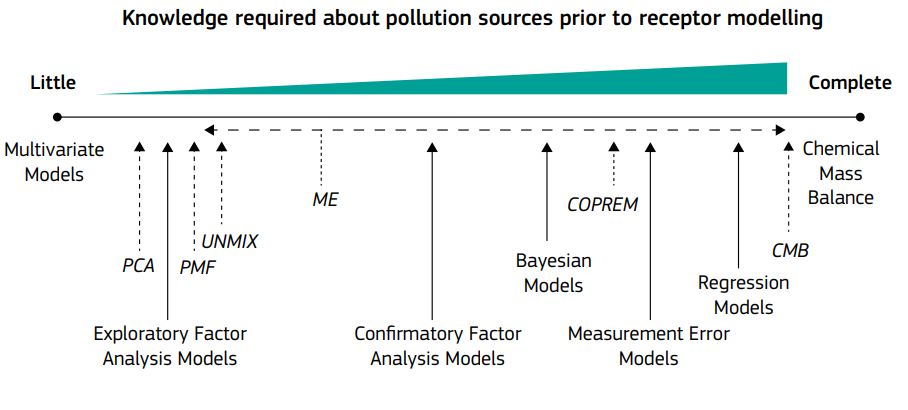 Knowledge required about pollution sources prior to receptor modelling
Little
Complete
Multivariate
Models
Chemical
Mass
Balance
ME
COPREM
UNMIX
PCA
PMF
CMB
Bayesian
Models
Regression
Models
Exploratory Factor
Analysis Models
Confirmatory Factor
Analysis Models
Measurement Error
Models